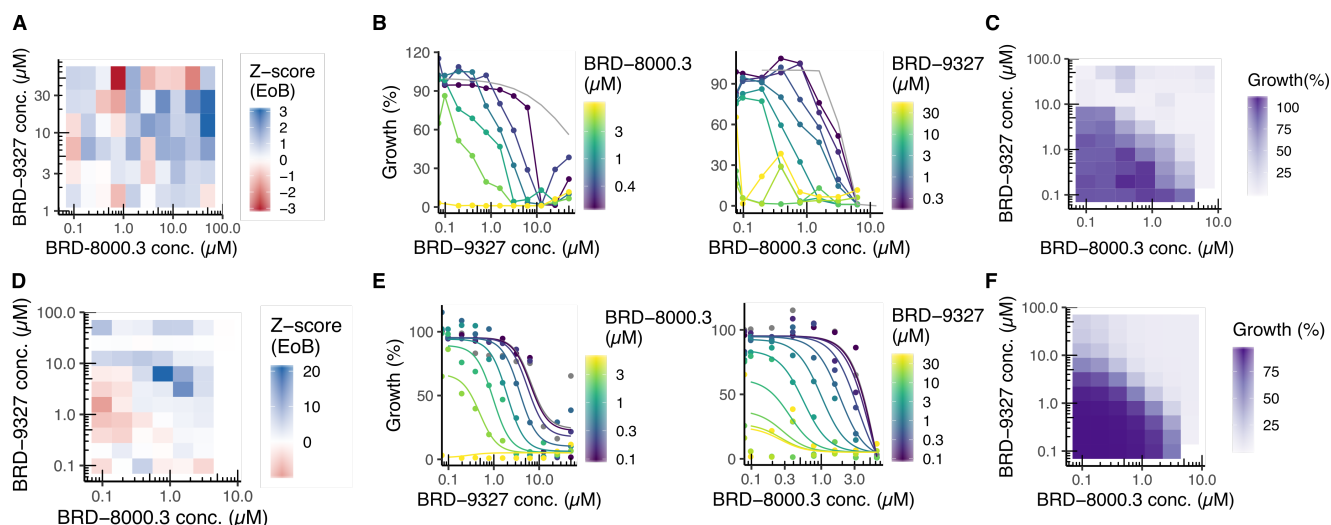 A
BRD−9327 conc. (µM)
30
10
3
1
0.1
1.0
10.0
100.0
BRD-8000.3 conc. (µM)
Z−score
(EoB)
3
2
1
0
−1
−2
−3
B
Growth (%)
120
90
60
30
0
0.1
1.0
10.0
BRD−9327 conc. (µM)
BRD−8000.3
(µM)
3
1
0.4
90
60
30
0
0.1
1.0
10.0
BRD−8000.3 conc. (µM)
BRD−9327
(µM)
30
10
3
1
0.3
C
BRD−9327 conc. (µM)
100.0
10.0
1.0
0.1
0.1
1.0
10.0
BRD−8000.3 conc. (µM)
Growth(%)
100
75
50
25
D
BRD−9327 conc. (µM)
100.0
10.0
1.0
0.1
0.1
1.0
10.0
BRD−8000.3 conc. (µM)
Z−score
(EoB)
20
10
0
E
Growth (%)
100
50
0
0.1
1.0
10.0
BRD−9327 conc. (µM)
BRD−8000.3
(µM)
3
1
0.3
0.1
100
50
0
0.1
0.3
1.0
3.0
BRD−8000.3 conc. (µM)
BRD−9327
(µM)
30
10
3
1
0.3
0.1
F
BRD−9327 conc. (µM)
100.0
10.0
1.0
0.1
0.1
1.0
10.0
BRD−8000.3 conc. (µM)
Growth (%)
75
50
25